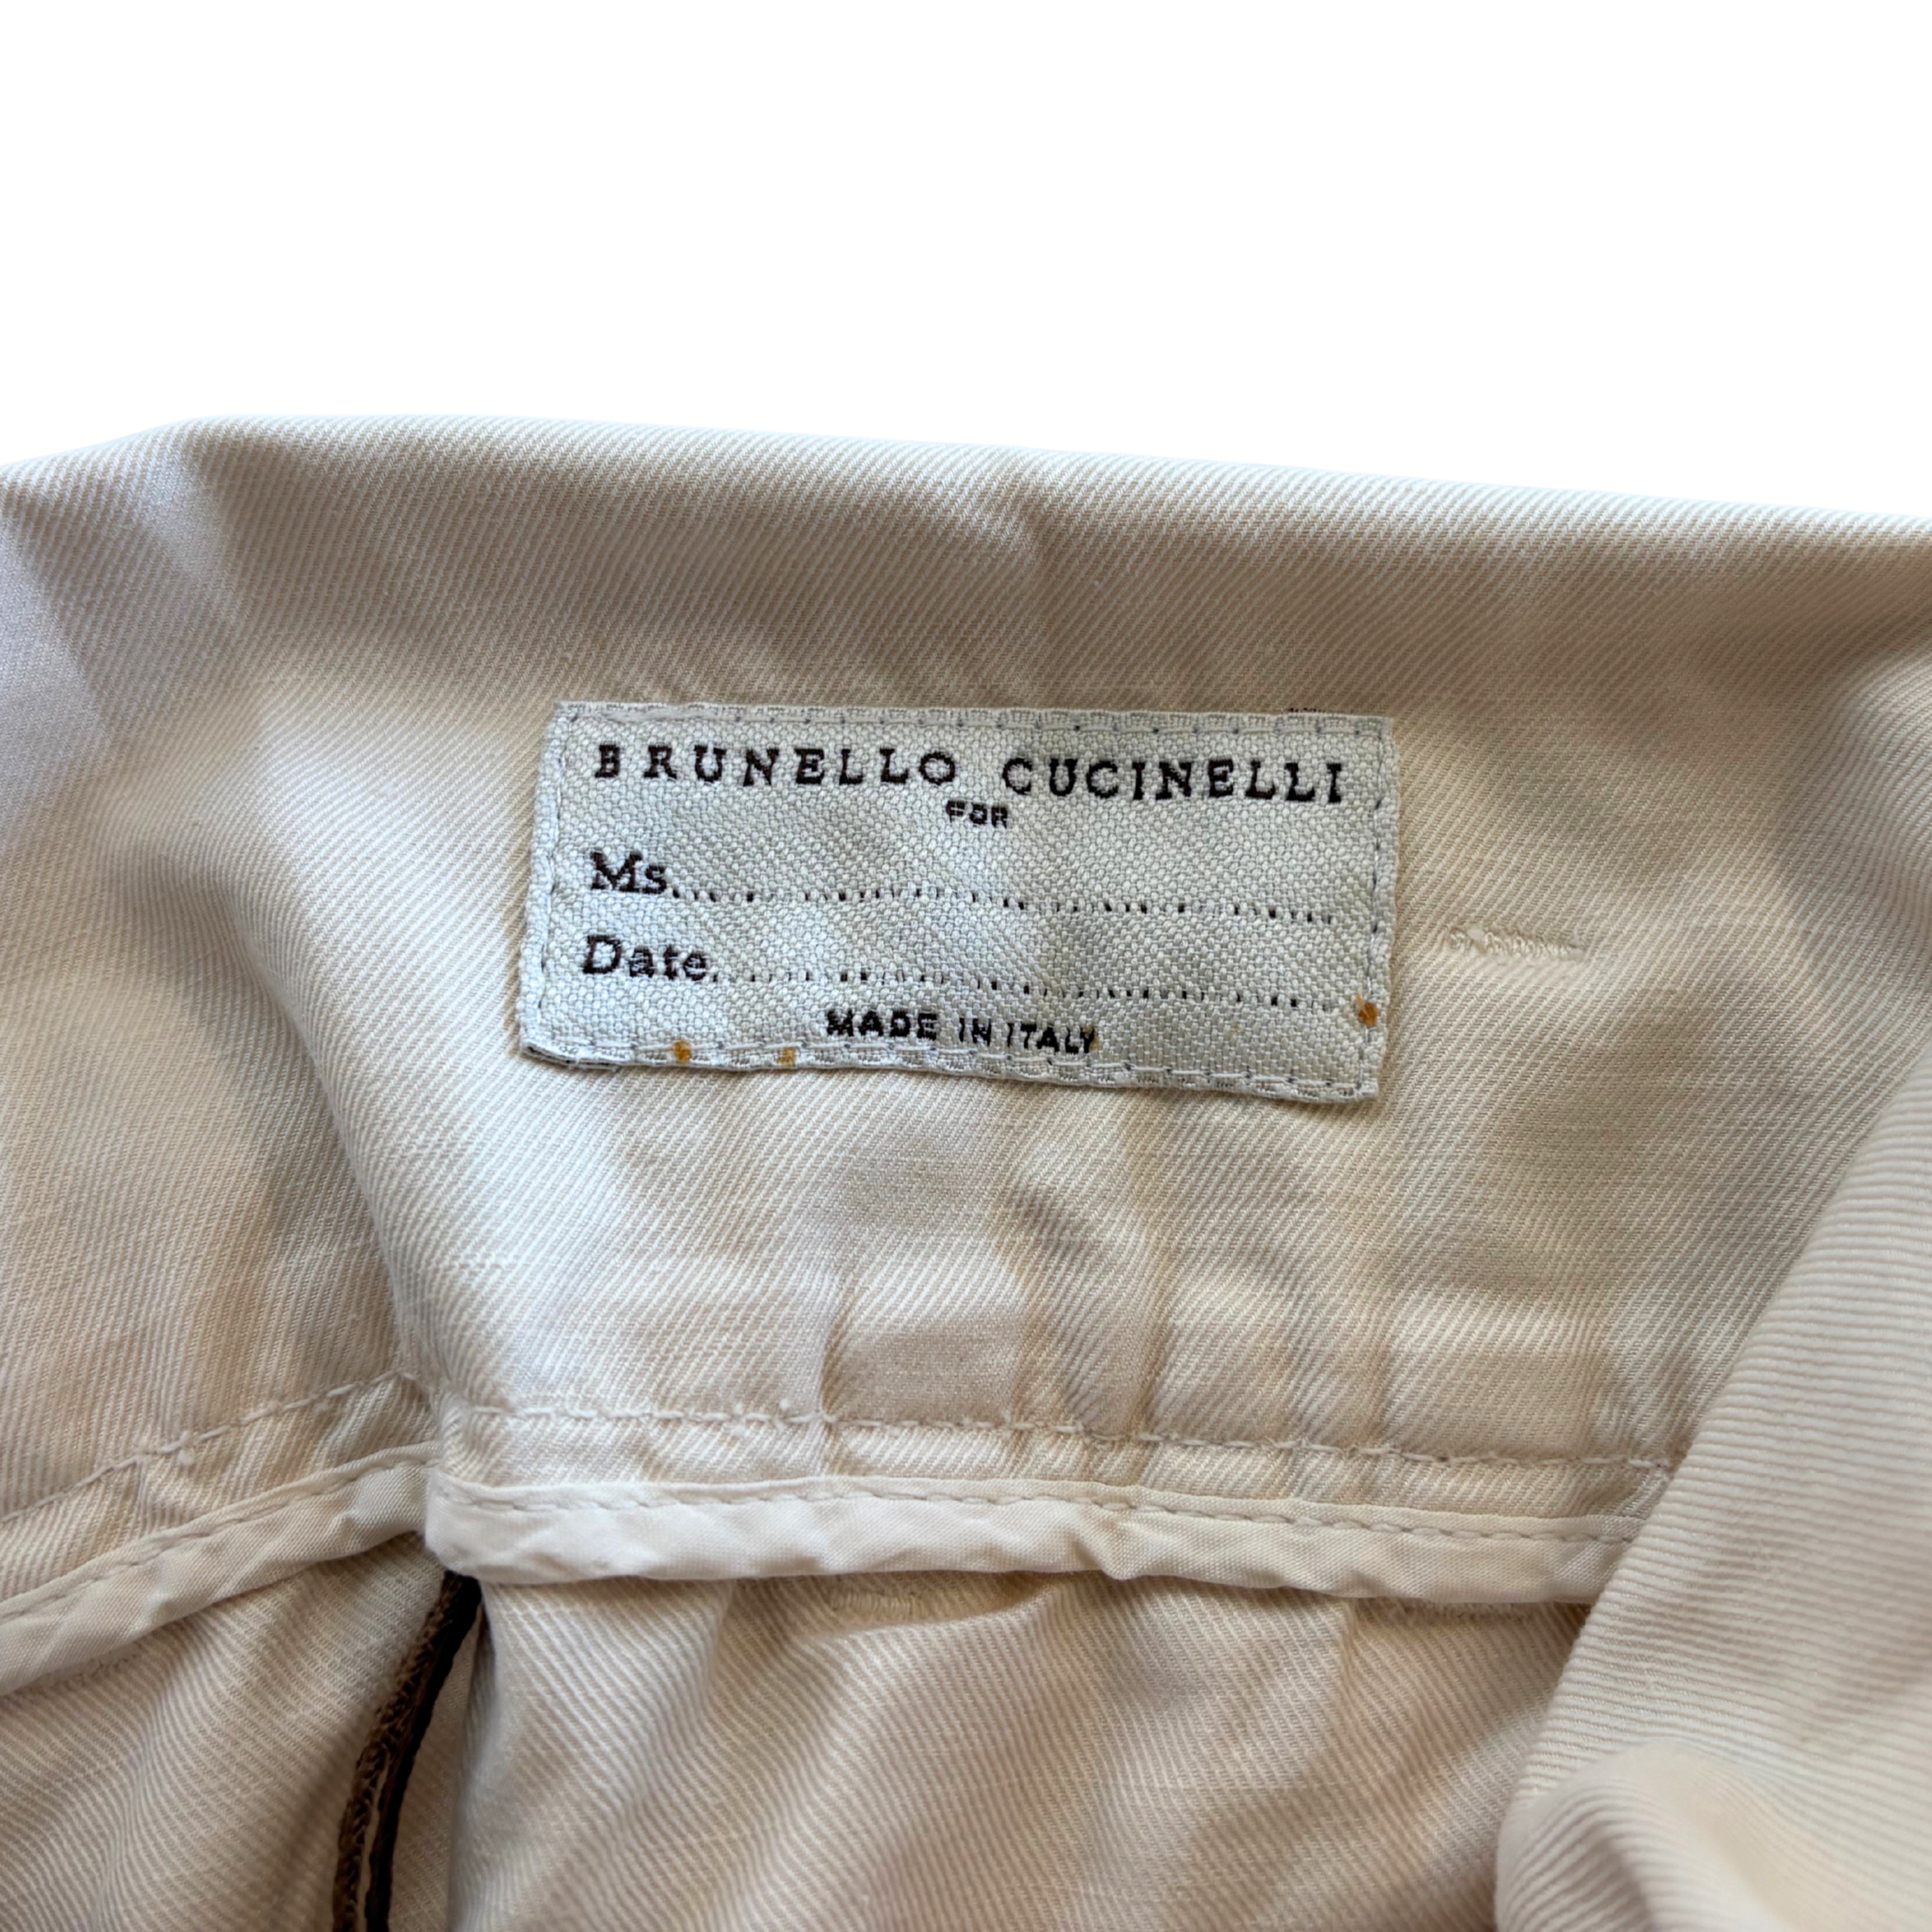 BRUNELLO CUCINELLI
FOR
Ms.......................................................
Date.....................................................
MADE IN ITALY